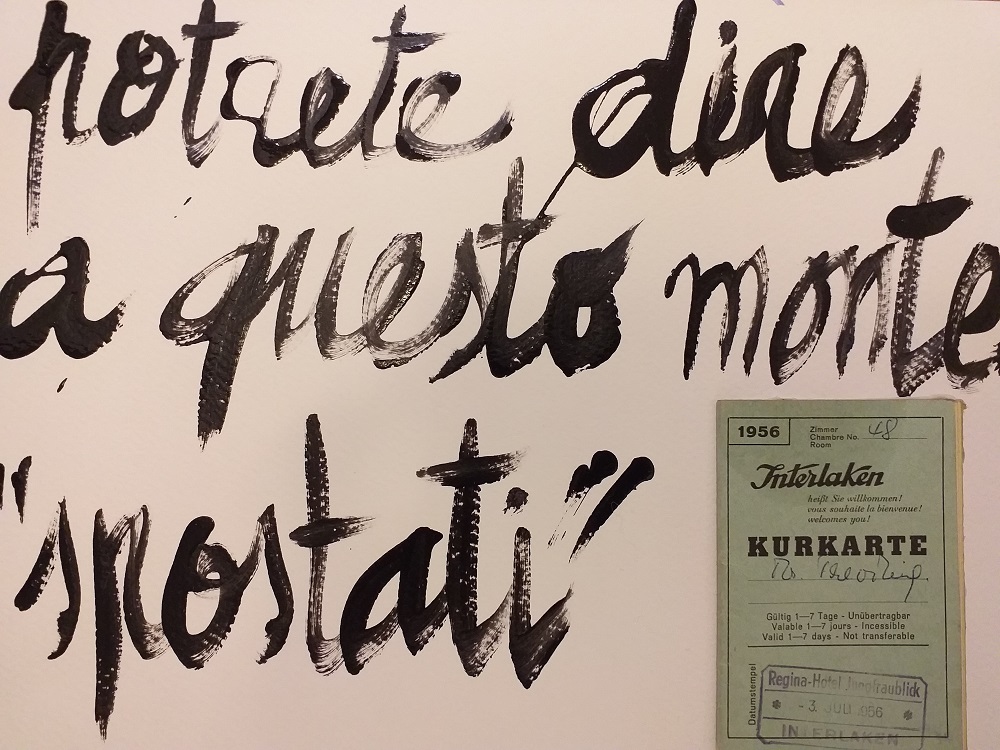 potrete dire
a questo monte
"spostati"
1956
Zimmer
Chambre No. 48
Room
Interlaken
heißt Sie willkommen!
vous souhaite la bienvenue!
welcomes you!
KURKARTE
Gültig 1—7 Tage - Unübertragbar
Valable 1—7 jours - Incessible
Valid 1—7 days - Not transferable
Datumstempel
Regina-Hotel Jungfraublick
- 3. JULI 1956
INTERLAKEN